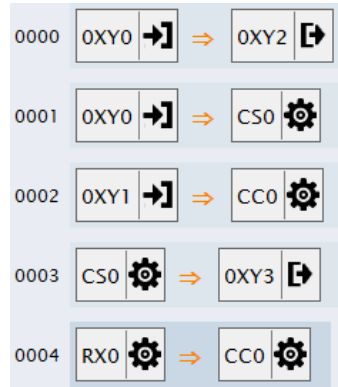 0000 0XY0 ⇒ 0XY2
0001 0XY0 ⇒ CS0
0002 0XY1 ⇒ CC0
0003 CS0 ⇒ 0XY3
0004 RX0 ⇒ CC0